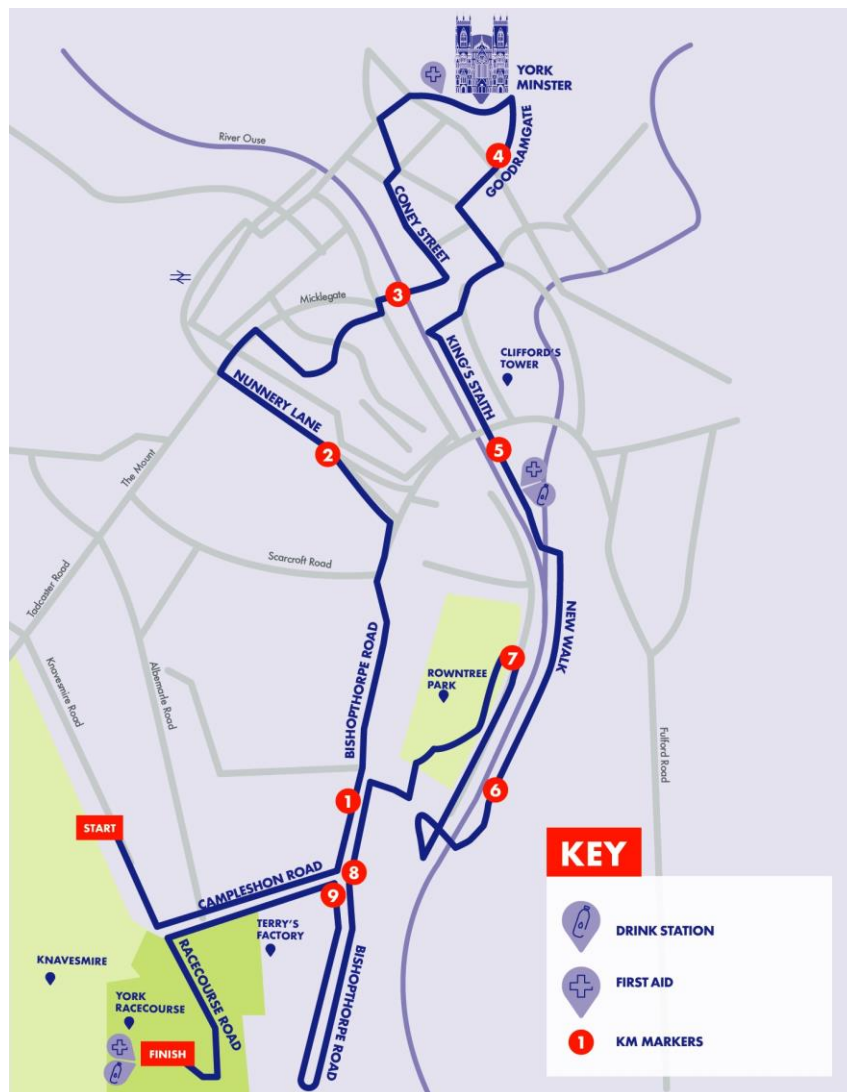 YORK
MINSTER
River Ouse
4
GOODRAMGATE
CONEY STREET
3
Micklegate
CLIFFORD'S
TOWER
KING'S STAITH
NUNNERY LANE
2
5
The Mount
Scarcroft Road
Tadcaster Road
NEW WALK
7
Knavesmire Road
Albemarle Road
BISHOPTHORPE ROAD
ROWNTREE
PARK
Fulford Road
6
1
START
8
CAMPLESHON ROAD
9
TERRY'S
FACTORY
KNAVESMIRE
RACECOURSE ROAD
BISHOPTHORPE ROAD
YORK
RACECOURSE
FINISH
KEY
DRINK STATION
FIRST AID
1 KM MARKERS